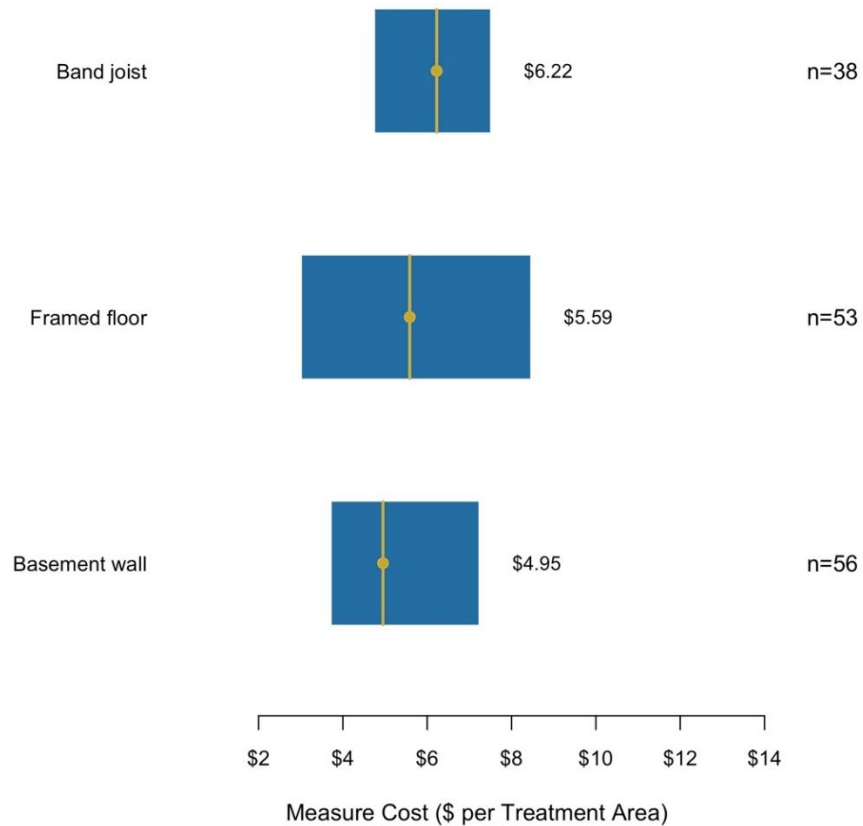 Band joist $6.22 n=38
Framed floor $5.59 n=53
Basement wall $4.95 n=56
$2 $4 $6 $8 $10 $12 $14
Measure Cost ($ per Treatment Area)